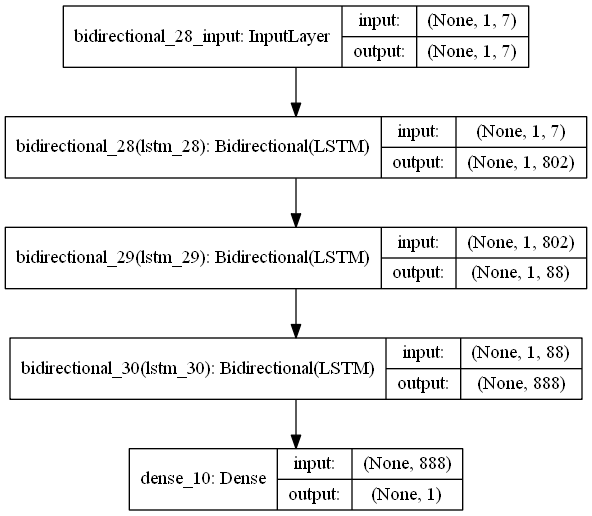 bidirectional_28_input: InputLayer
input: (None, 1, 7)
output: (None, 1, 7)
bidirectional_28(lstm_28): Bidirectional(LSTM)
input: (None, 1, 7)
output: (None, 1, 802)
bidirectional_29(lstm_29): Bidirectional(LSTM)
input: (None, 1, 802)
output: (None, 1, 88)
bidirectional_30(lstm_30): Bidirectional(LSTM)
input: (None, 1, 88)
output: (None, 888)
dense_10: Dense
input: (None, 888)
output: (None, 1)